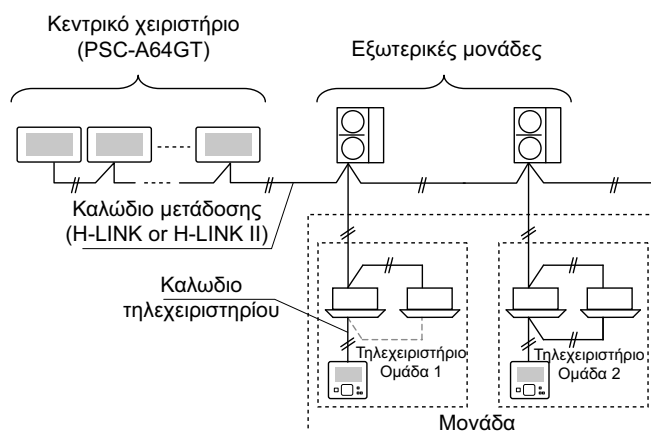 Κεντρικό χειριστήριο
(PSC-A64GT)
Εξωτερικές μονάδες
Καλώδιο μετάδοσης
(H-LINK or H-LINK II)
Καλωδιο
τηλεχειριστηρίου
Τηλεχειριστήριο
Ομάδα 1
Τηλεχειριστήριο
Ομάδα 2
Μονάδα